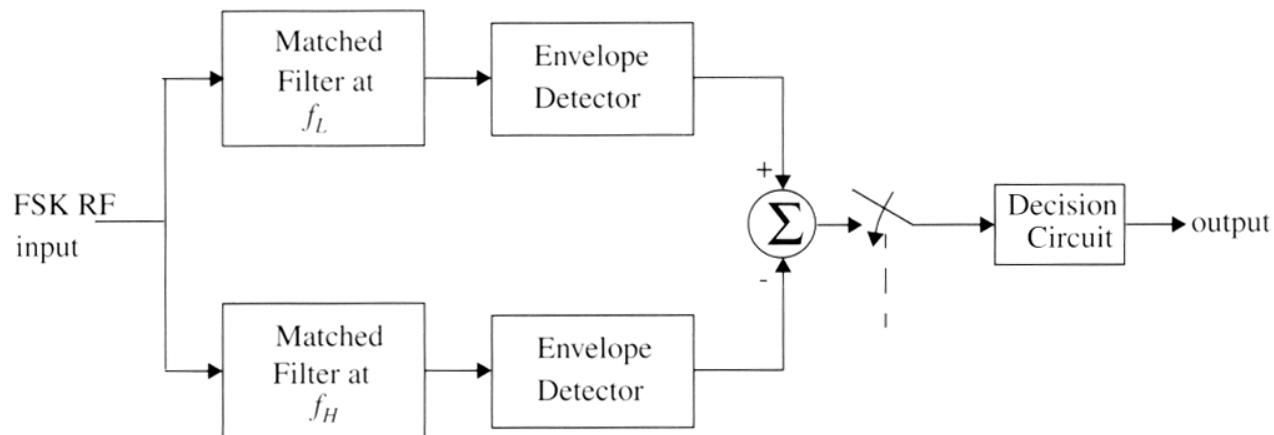 Matched
Filter at
f_L
Envelope
Detector
FSK RF
input
+
Σ
-
Decision
Circuit
output
Matched
Filter at
f_H
Envelope
Detector